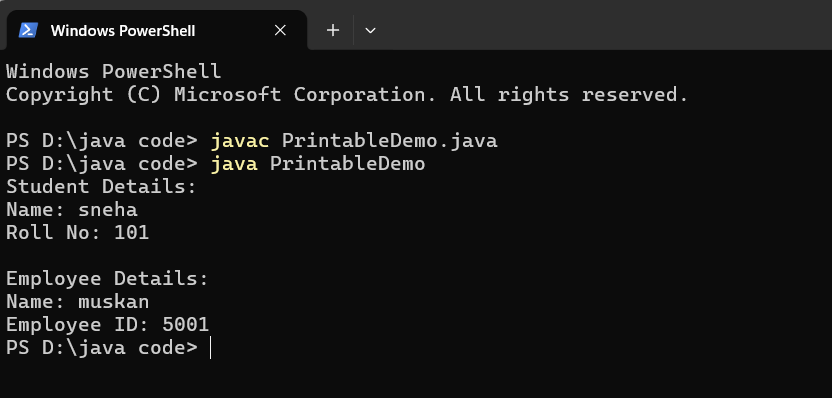 Windows PowerShell
Windows PowerShell
Copyright (C) Microsoft Corporation. All rights reserved.
PS D:\java code> javac PrintableDemo.java
PS D:\java code> java PrintableDemo
Student Details:
Name: sneha
Roll No: 101
Employee Details:
Name: muskan
Employee ID: 5001
PS D:\java code>